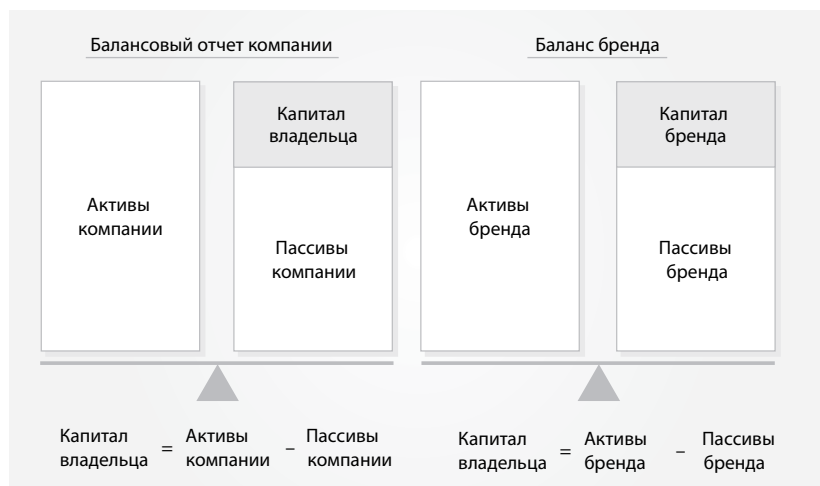 Балансовый отчет компании
Активы
компании
Капитал
владельца
Пассивы
компании
Капитал
владельца = Активы
компании – Пассивы
компании
Баланс бренда
Активы
бренда
Капитал
бренда
Пассивы
бренда
Капитал
владельца = Активы
бренда – Пассивы
бренда